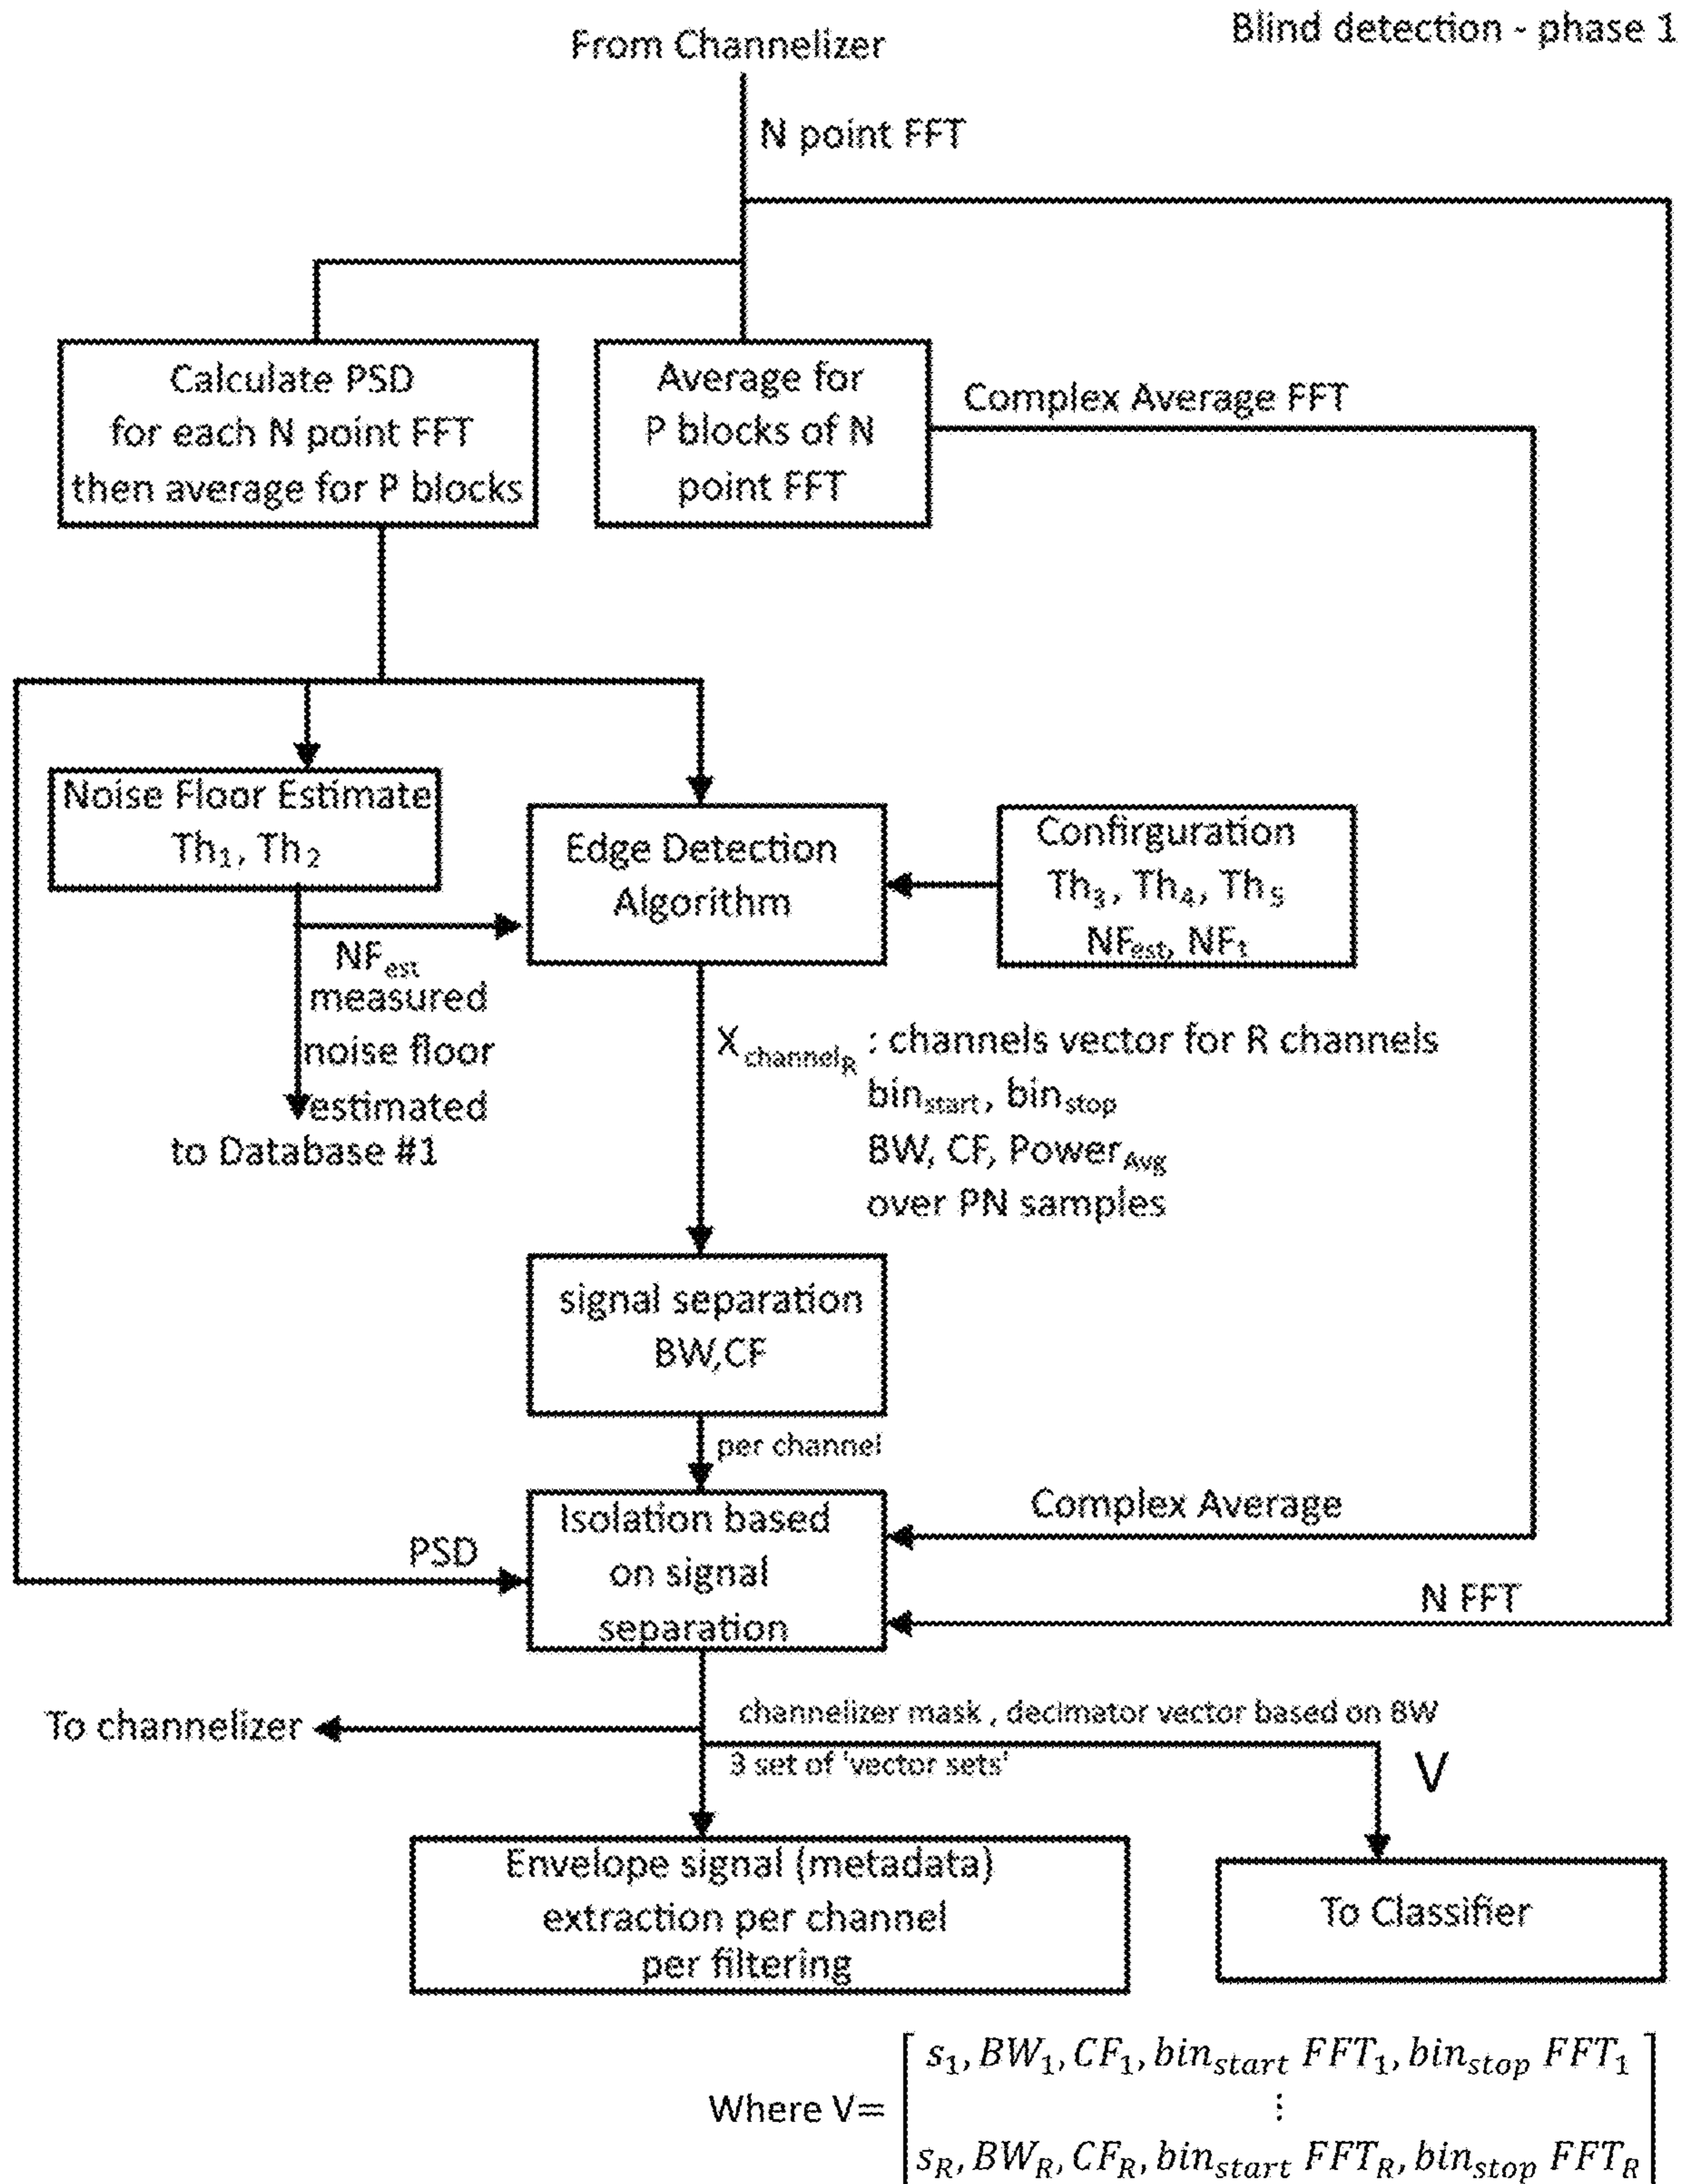 Blind detection - phase 1
From Channelizer
N point FFT
Calculate PSD
for each N point FFT
then average for P blocks
Average for
P blocks of N
point FFT
Complex Average FFT
Noise Floor Estimate
Th1, Th2
Edge Detection
Algorithm
Confirguration
Th3, Th4, Th5
NFest, NFt
NFest
measured
noise floor
estimated
to Database #1
XchannelR : channels vector for R channels
binstart, binstop
BW, CF, PowerAvg
over PN samples
signal separation
BW,CF
per channel
Isolation based
on signal
separation
Complex Average
PSD
N FFT
To channelizer
channelizer mask , decimator vector based on BW
3 set of 'vector sets'
V
Envelope signal (metadata)
extraction per channel
per filtering
To Classifier
s1, BW1, CF1, binstart FFT1, binstop FFT1
Where V= ⋮
sR, BWR, CFR, binstart FFTR, binstop FFTR